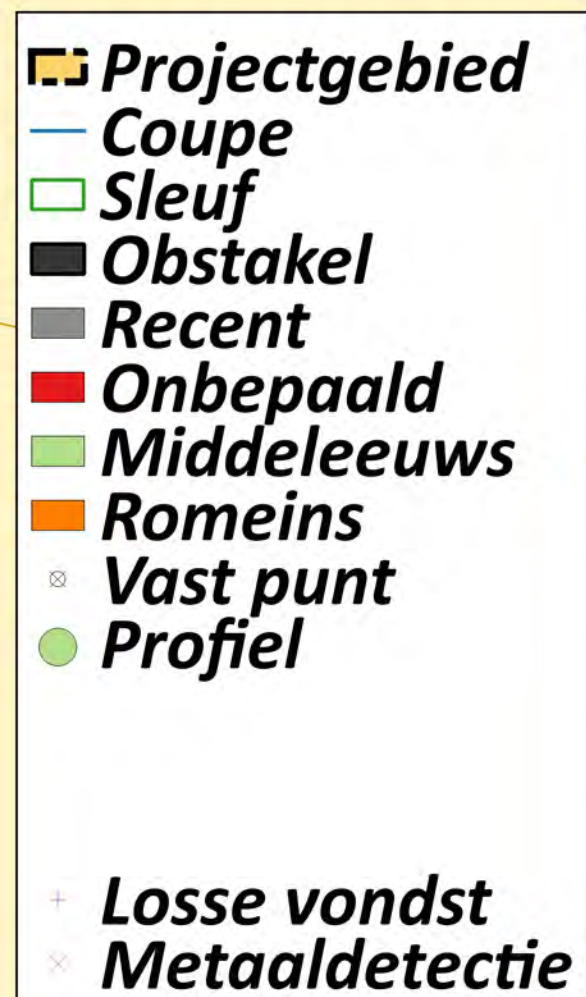 Projectgebied
Coupe
Sleuf
Obstakel
Recent
Onbepaald
Middeleeuws
Romeins
Vast punt
Profiel
Losse vondst
Metaaldetectie